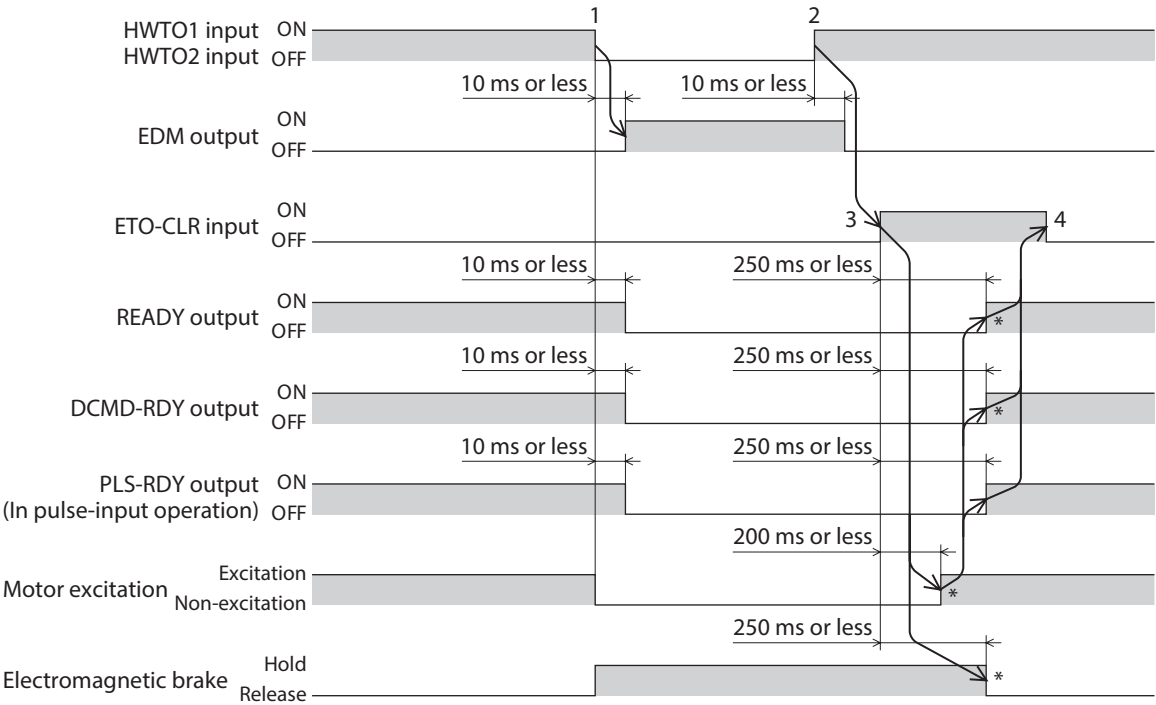 1
2
HWTO1 input ON
HWTO2 input OFF
10 ms or less 10 ms or less
ON
EDM output
OFF
ON
ETO-CLR input 3 4
OFF
10 ms or less 250 ms or less
ON
READY output *
OFF
10 ms or less 250 ms or less
ON
DCMD-RDY output *
OFF
10 ms or less 250 ms or less
PLS-RDY output ON
(In pulse-input operation) OFF
200 ms or less
Excitation
Motor excitation *
Non-excitation
250 ms or less
Hold
Electromagnetic brake *
Release